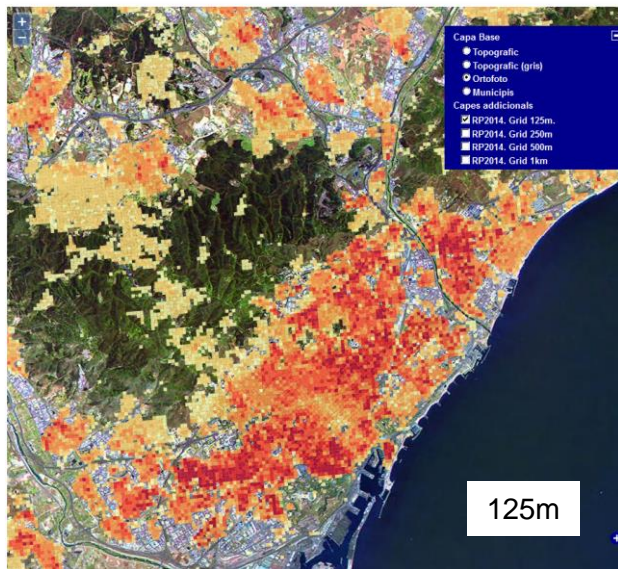 +
−
Capa Base
Topografic
Topografic (gris)
Ortofoto
Municipis
Capes addicionals
RP2014. Grid 125m.
RP2014. Grid 250m
RP2014. Grid 500m
RP2014. Grid 1km
125m